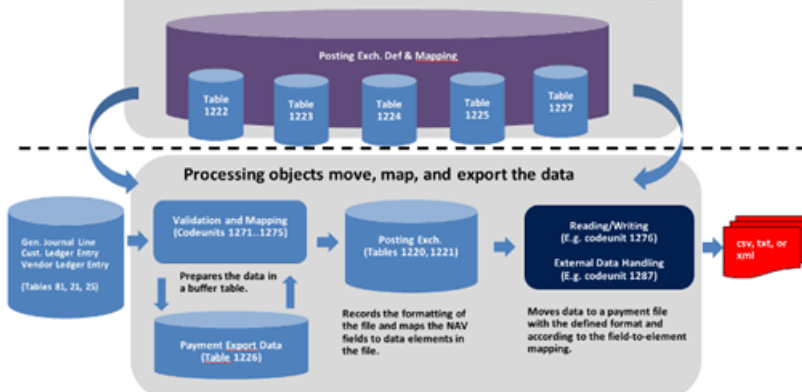 Posting Exch. Def & Mapping
Table
1222
Table
1223
Table
1224
Table
1225
Table
1227
Processing objects move, map, and export the data
Gen. Journal Line
Cust. Ledger Entry
Vendor Ledger Entry
(Tables 81, 21, 25)
Validation and Mapping
(Codeunits 1271..1275)
Prepares the data in
a buffer table.
Payment Export Data
(Table 1226)
Posting Exch.
(Tables 1220, 1221)
Records the formatting of
the file and maps the NAV
fields to data elements in
the file.
Reading/Writing
(E.g. codeunit 1276)
External Data Handling
(E.g. codeunit 1287)
Moves data to a payment file
with the defined format and
according to the field-to-element
mapping.
csv, txt, or
xml